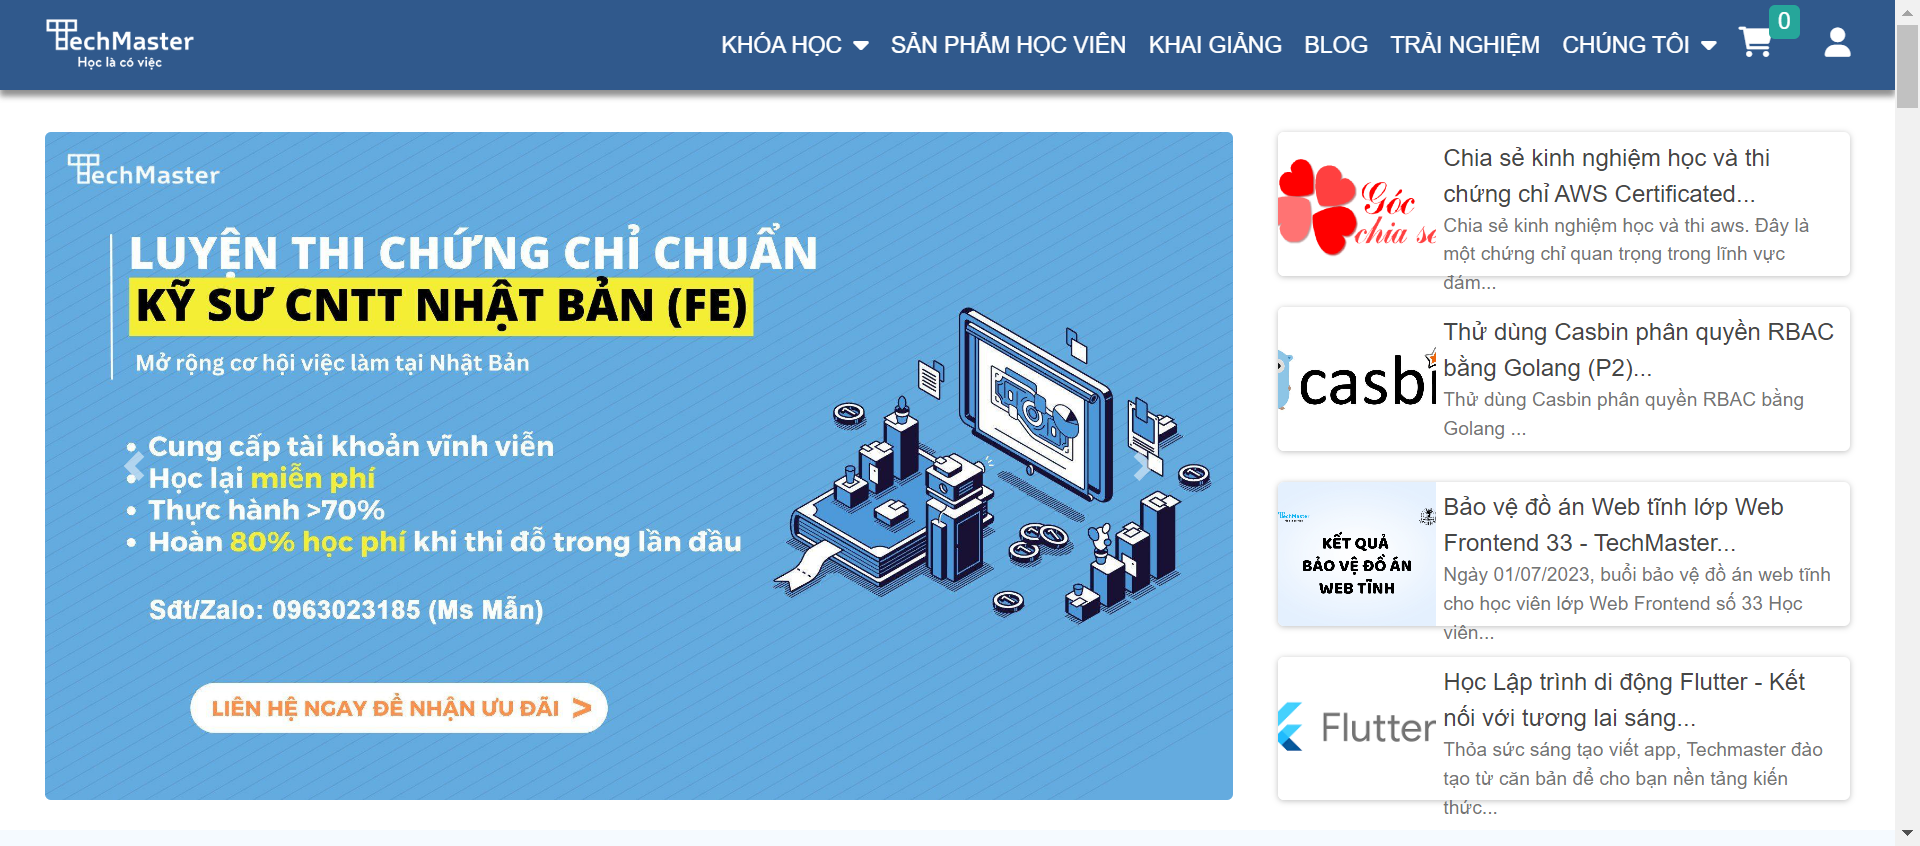 TechMaster
Học là có việc
KHÓA HỌC
SẢN PHẨM HỌC VIÊN
KHAI GIẢNG
BLOG
TRẢI NGHIỆM
CHÚNG TÔI
0
TechMaster
LUYỆN THI CHỨNG CHỈ CHUẨN
KỸ SƯ CNTT NHẬT BẢN (FE)
Mở rộng cơ hội việc làm tại Nhật Bản
• Cung cấp tài khoản vĩnh viễn
• Học lại miễn phí
• Thực hành >70%
• Hoàn 80% học phí khi thi đỗ trong lần đầu
Sđt/Zalo: 0963023185 (Ms Mẫn)
LIÊN HỆ NGAY ĐỂ NHẬN ƯU ĐÃI >
Góc
chia sẻ
Chia sẻ kinh nghiệm học và thi
chứng chỉ AWS Certificated...
Chia sẻ kinh nghiệm học và thi aws. Đây là
một chứng chỉ quan trọng trong lĩnh vực
đám...
casbi
Thử dùng Casbin phân quyền RBAC
bằng Golang (P2)...
Thử dùng Casbin phân quyền RBAC bằng
Golang ...
TechMaster
KẾT QUẢ
BẢO VỆ ĐỒ ÁN
WEB TĨNH
Bảo vệ đồ án Web tĩnh lớp Web
Frontend 33 - TechMaster...
Ngày 01/07/2023, buổi bảo vệ đồ án web tĩnh
cho học viên lớp Web Frontend số 33 Học
viên...
Flutter
Học Lập trình di động Flutter - Kết
nối với tương lai sáng...
Thỏa sức sáng tạo viết app, Techmaster đào
tạo từ căn bản để cho bạn nền tảng kiến
thức...